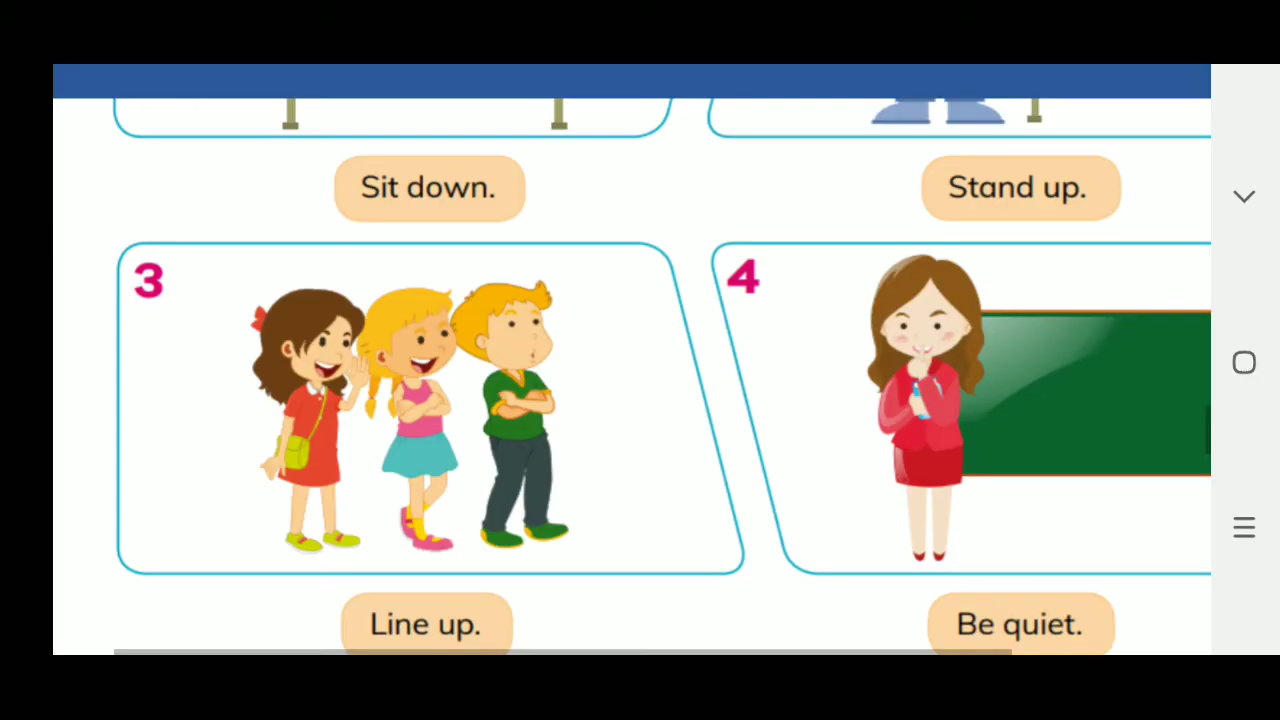 Sit down.
Stand up.
3
4
Line up.
Be quiet.